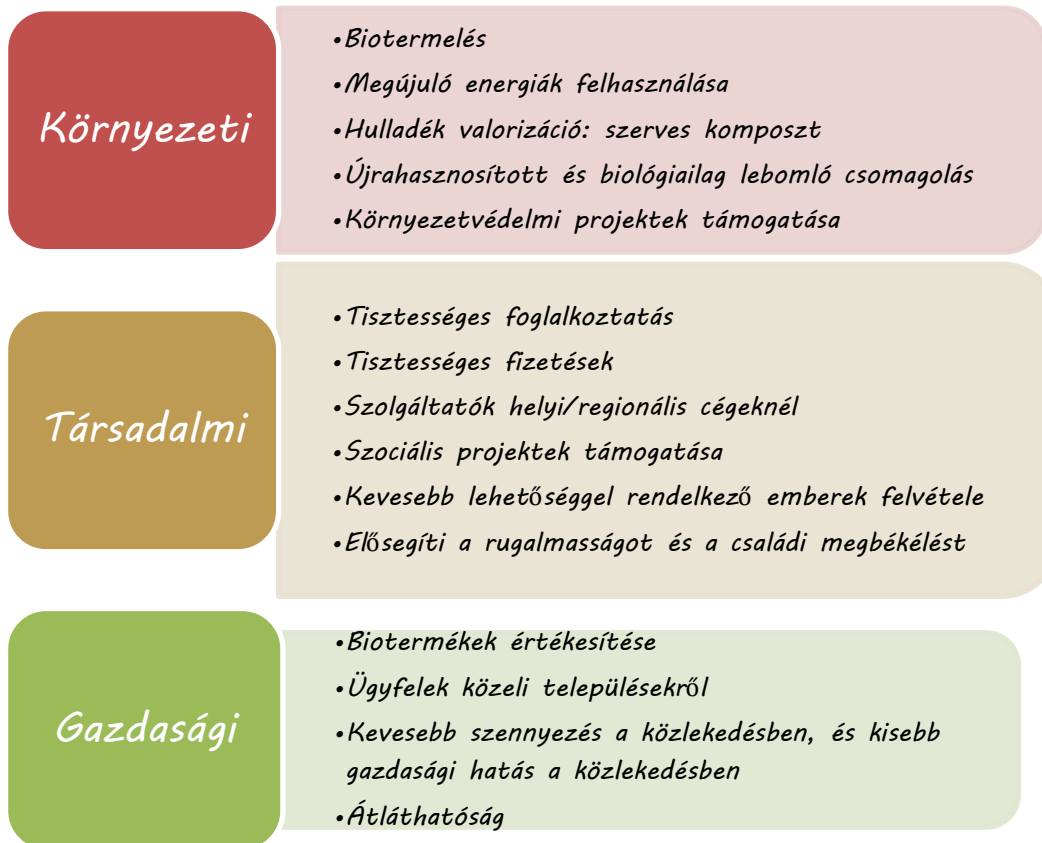 Környezeti
•Biotermelés
•Megújuló energiák felhasználása
•Hulladék valorizáció: szerves komposzt
•Újrahasznosított és biológiailag lebomló csomagolás
•Környezetvédelmi projektek támogatása
Társadalmi
•Tisztességes foglalkoztatás
•Tisztességes fizetések
•Szolgáltatók helyi/regionális cégeknél
•Szociális projektek támogatása
•Kevesebb lehetőséggel rendelkező emberek felvétele
•Elősegíti a rugalmasságot és a családi megbékélést
Gazdasági
•Biotermékek értékesítése
•Ügyfelek közeli településekről
•Kevesebb szennyezés a közlekedésben, és kisebb
gazdasági hatás a közlekedésben
•Átláthatóság